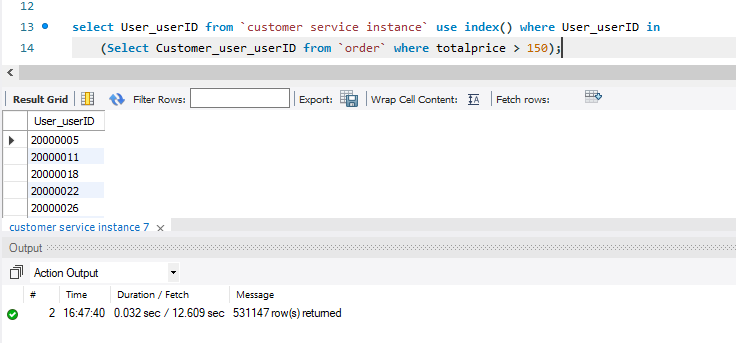 12
13 select User_userID from `customer service instance` use index() where User_userID in
14 (Select Customer_user_userID from `order` where totalprice > 150);
Result Grid Filter Rows: Export: Wrap Cell Content: Fetch rows:
User_userID
20000005
20000011
20000018
20000022
20000026
customer service instance 7
Output
Action Output
# Time Duration / Fetch Message
2 16:47:40 0.032 sec / 12.609 sec 531147 row(s) returned